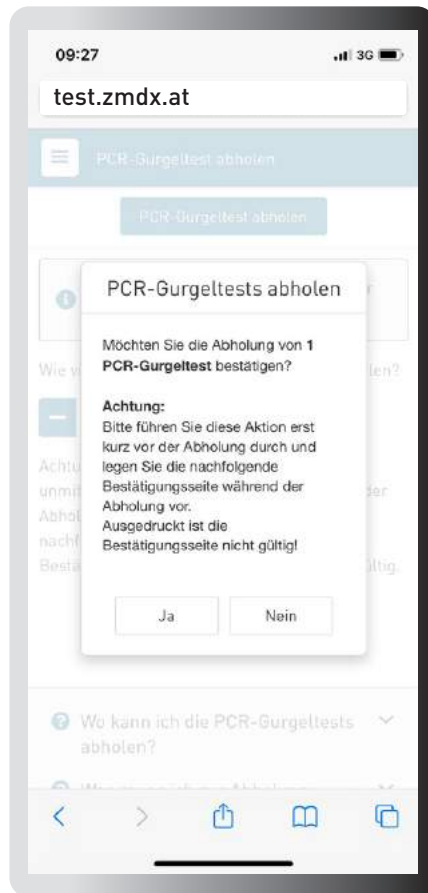 09:27
3G
test.zmdx.at
PCR-Gurgeltest abholen
PCR-Gurgeltest abholen
PCR-Gurgeltests abholen
Möchten Sie die Abholung von 1
PCR-Gurgeltest bestätigen?
Achtung:
Bitte führen Sie diese Aktion erst
kurz vor der Abholung durch und
legen Sie die nachfolgende
Bestätigungsseite während der
Abholung vor.
Ausgedruckt ist die
Bestätigungsseite nicht gültig!
Ja
Nein
Wo kann ich die PCR-Gurgeltests
abholen?